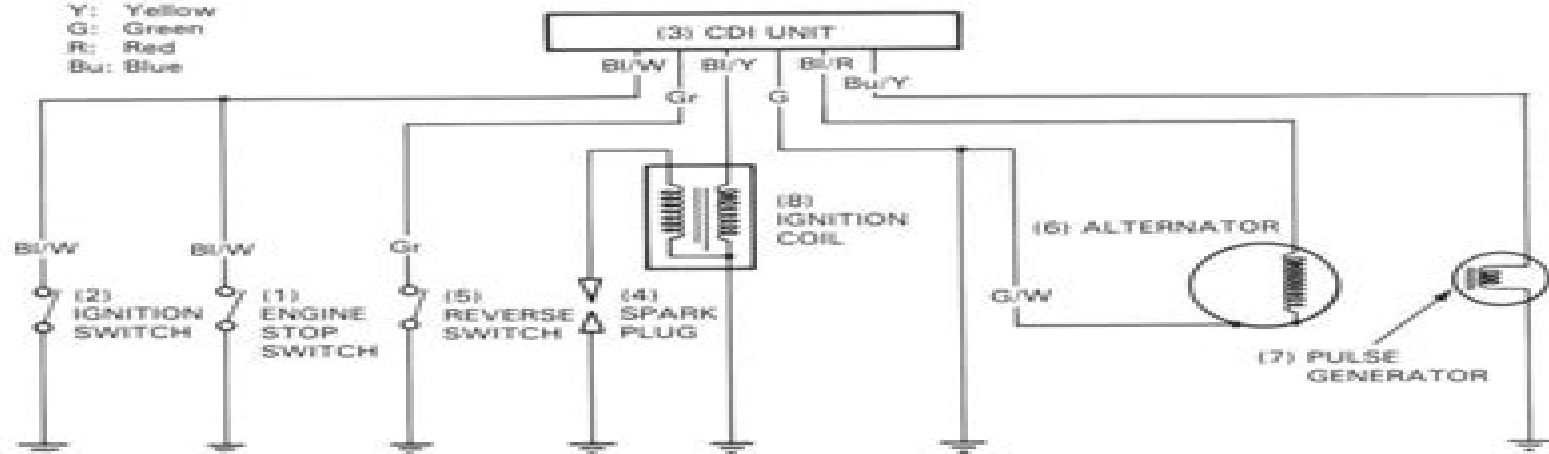 Y: Yellow
G: Green
R: Red
Bu: Blue
(3) CDI UNIT
Bl/W
Gr
Bl/Y
G
Bl/R
Bu/Y
(8)
IGNITION
COIL
(6) ALTERNATOR
Bl/W
Bl/W
Gr
G/W
(2)
IGNITION
SWITCH
(1)
ENGINE
STOP
SWITCH
(5)
REVERSE
SWITCH
(4)
SPARK
PLUG
(7) PULSE
GENERATOR